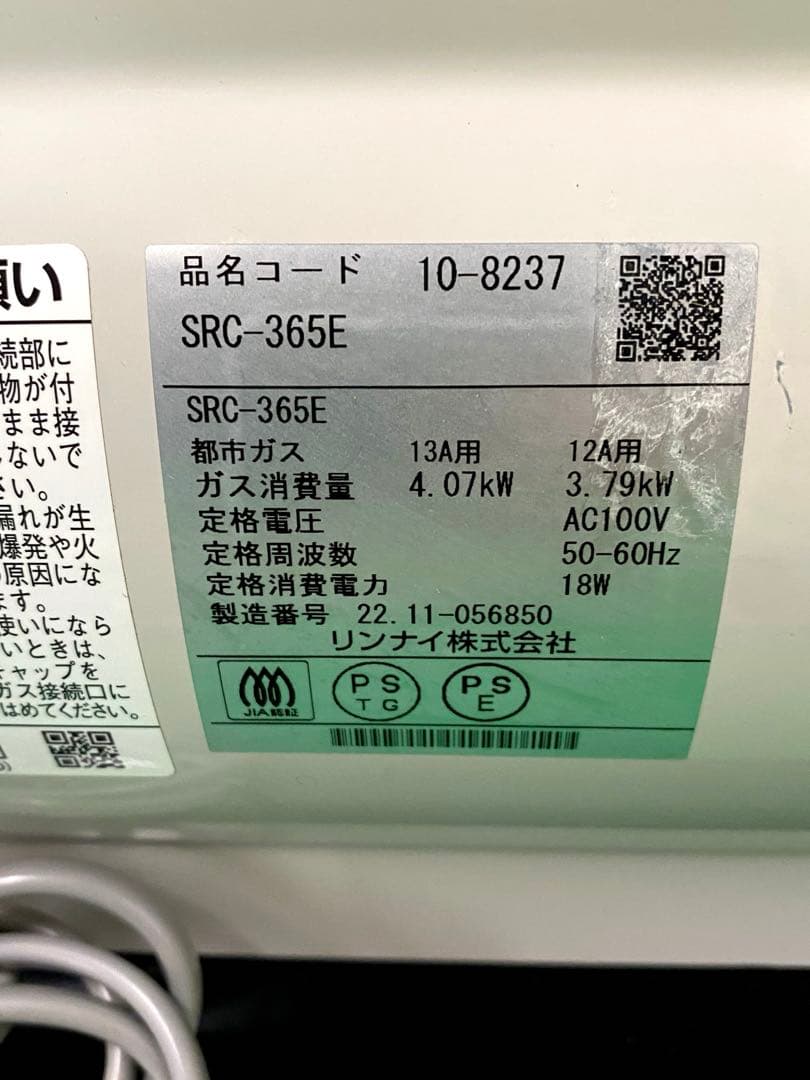 願い
続部に
物が付
まま接
しないで
さい。
漏れが生
爆発や火
の原因にな
ます。
使いになら
いときは、
キャップを
ガス接続口に
はめてください。
品名コード 10-8237
SRC-365E
SRC-365E
都市ガス 13A用 12A用
ガス消費量 4.07kW 3.79kW
定格電圧 AC100V
定格周波数 50-60Hz
定格消費電力 18W
製造番号 22.11-056850
リンナイ株式会社
JIA認証
PS
TG
PS
E